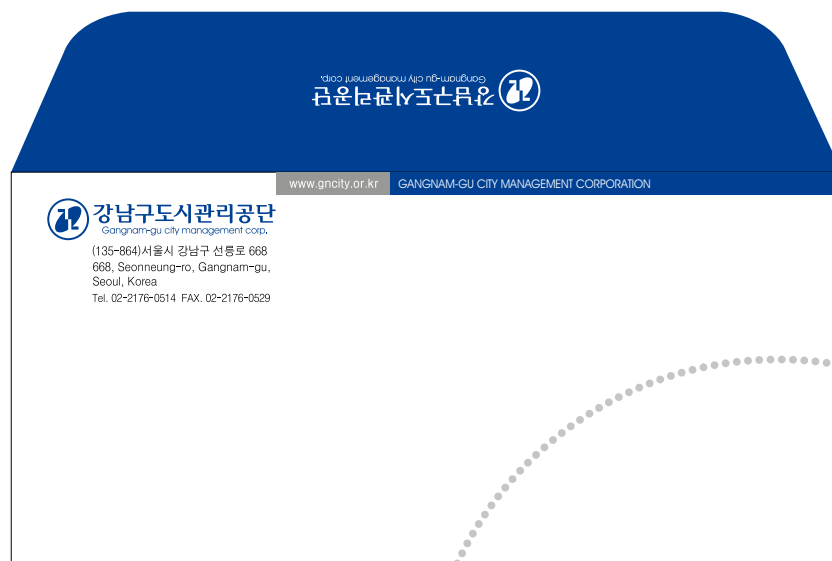 강남구도시관리공단
Gangnam-gu city management corp.
www.gncity.or.kr GANGNAM-GU CITY MANAGEMENT CORPORATION
강남구도시관리공단
Gangnam-gu city management corp.
(135-864)서울시 강남구 선릉로 668
668, Seonneung-ro, Gangnam-gu,
Seoul, Korea
Tel. 02-2176-0514 FAX. 02-2176-0529